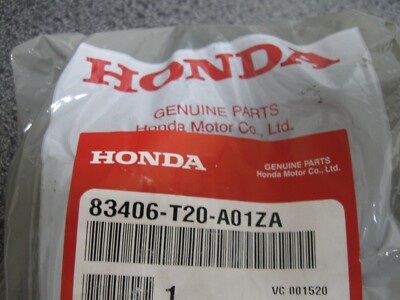 HONDA
GENUINE PARTS
Honda Motor Co., Ltd.
HONDA
GENUINE PARTS
HONDA MOTOR CO., LTD.
83406-T20-A01ZA
1
VC 001520